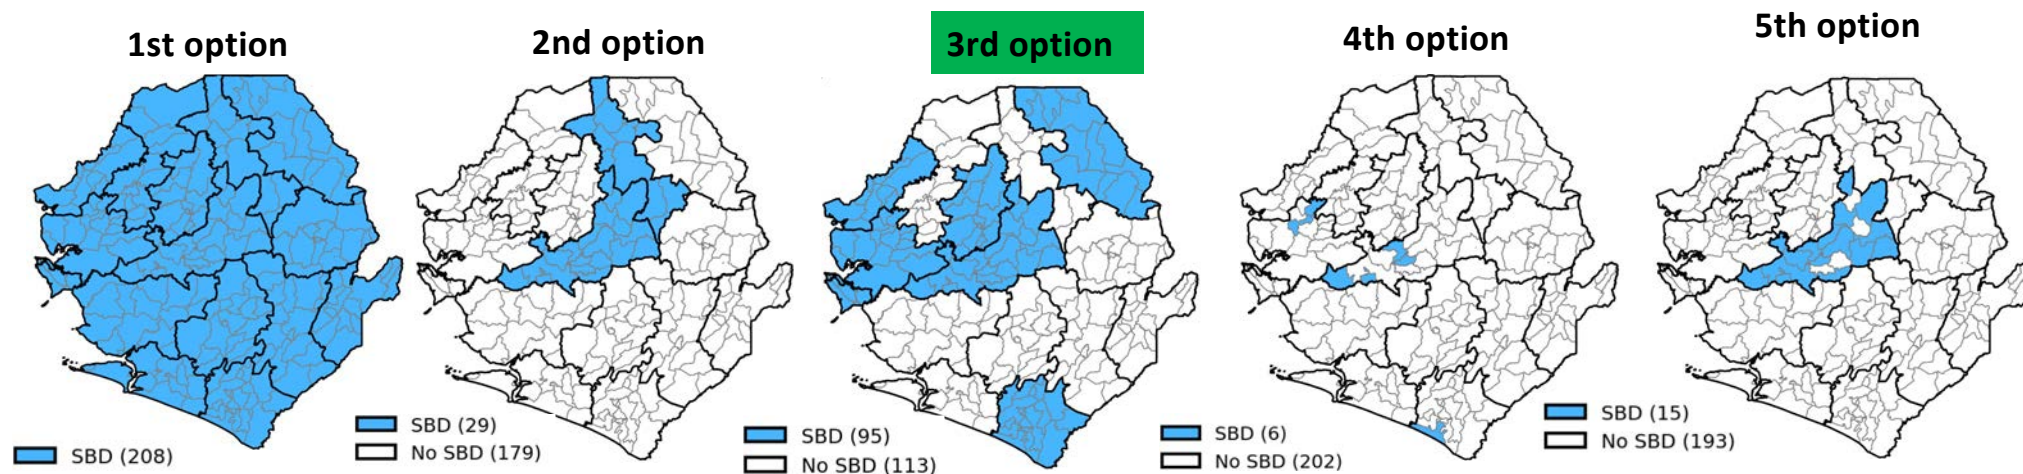 1st option
2nd option
3rd option
4th option
5th option
SBD (208)
SBD (29)
No SBD (179)
SBD (95)
No SBD (113)
SBD (6)
No SBD (202)
SBD (15)
No SBD (193)